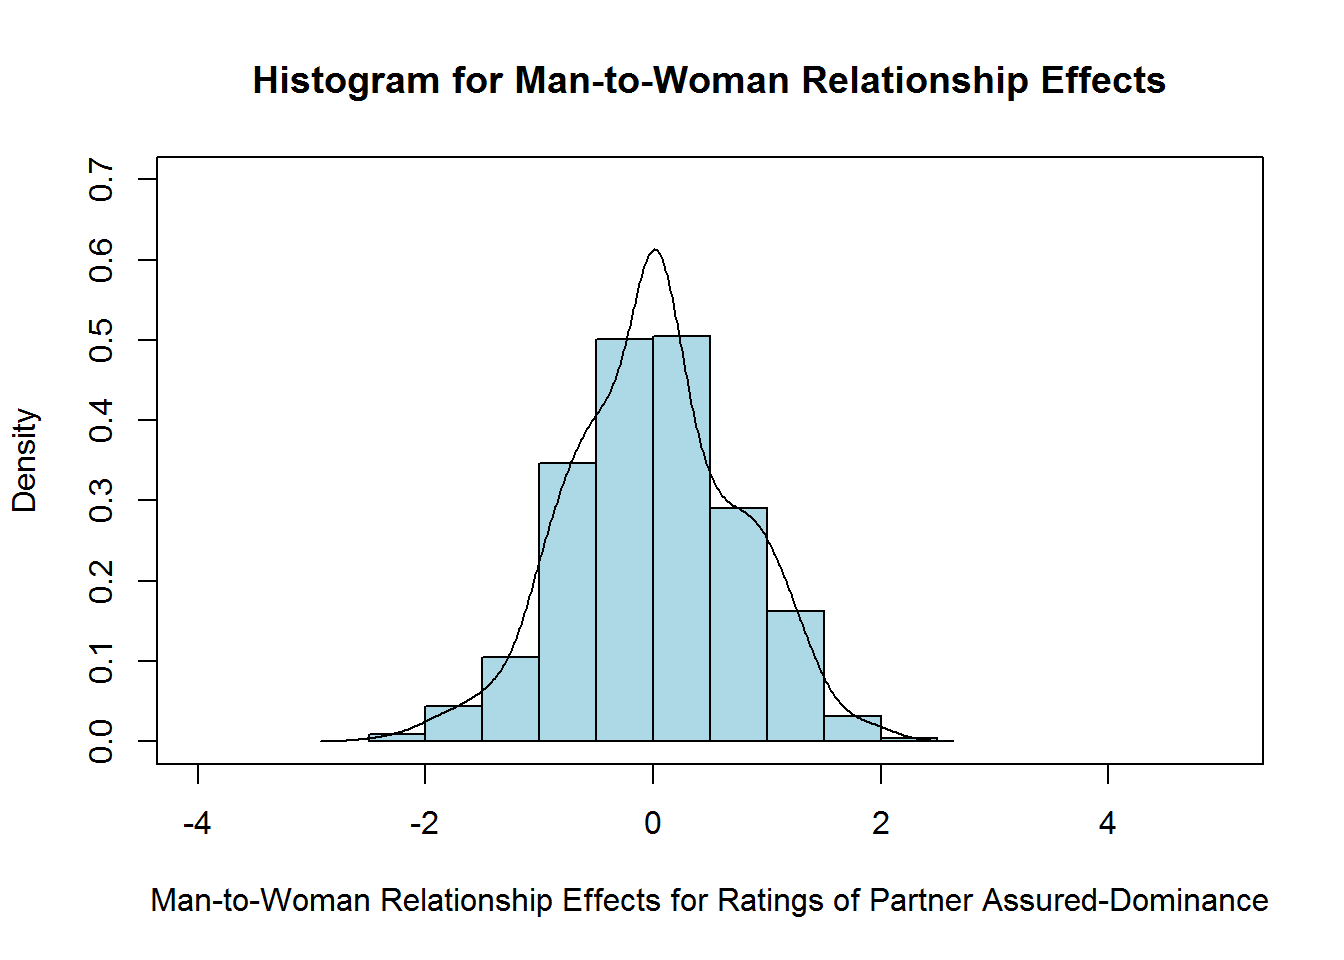 Histogram for Man-to-Woman Relationship Effects
0.7
0.6
0.5
0.4
0.3
0.2
0.1
0.0
Density
-4 -2 0 2 4
Man-to-Woman Relationship Effects for Ratings of Partner Assured-Dominance